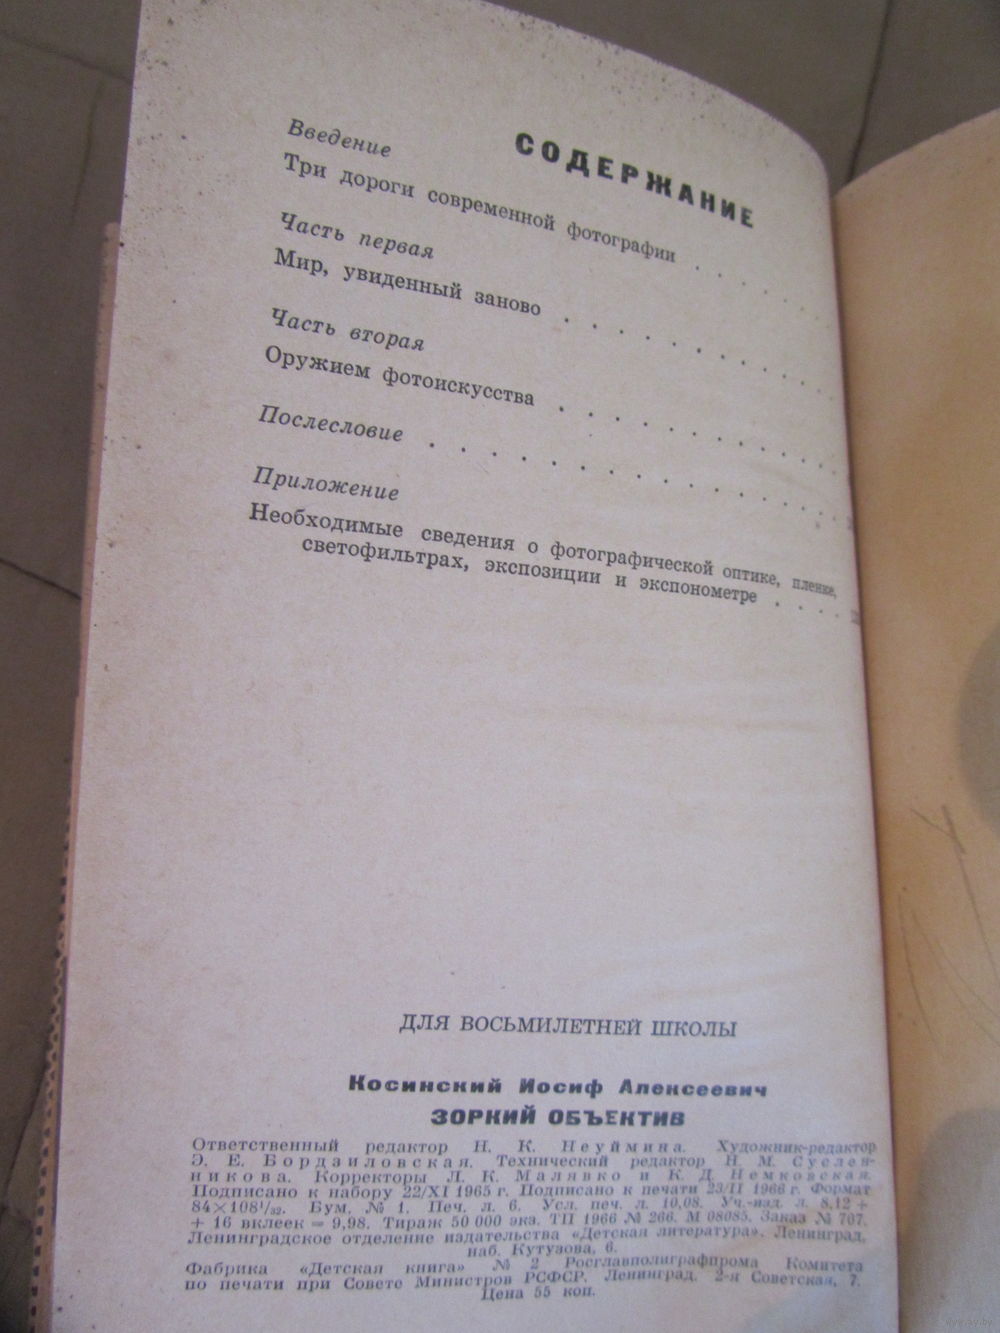 СОДЕРЖАНИЕ
Введение
Три дороги современной фотографии . .
Часть первая
Мир, увиденный заново . . . . . . . . .
Часть вторая
Оружием фотоискусства . . . . . . . . .
Послесловие . . . . . . . . . . . . .
Приложение
Необходимые сведения о фотографической оптике, пленке,
светофильтрах, экспозиции и экспонометре . . . .
ДЛЯ ВОСЬМИЛЕТНЕЙ ШКОЛЫ
Косинский Иосиф Алексеевич
ЗОРКИЙ ОБЪЕКТИВ
Ответственный редактор Н. К. Неуймина. Художник-редактор
Э. Е. Бордзиловская. Технический редактор Н. М. Суслен-
никова. Корректоры Л. К. Малявко и К. Д. Немковская.
Подписано к набору 22/XI 1965 г. Подписано к печати 23/II 1966 г. Формат
84×108¹/₃₂. Бум. № 1. Печ. л. 6. Усл. печ. л. 10,08. Уч.-изд. л. 8,12 +
+ 16 вклеек = 9,98. Тираж 50 000 экз. ТП 1966 № 266. М 08085. Заказ № 707.
Ленинградское отделение издательства «Детская литература». Ленинград,
наб. Кутузова, 6.
Фабрика «Детская книга» № 2 Росглавполиграфпрома Комитета
по печати при Совете Министров РСФСР. Ленинград, 2-я Советская, 7.
Цена 55 коп.